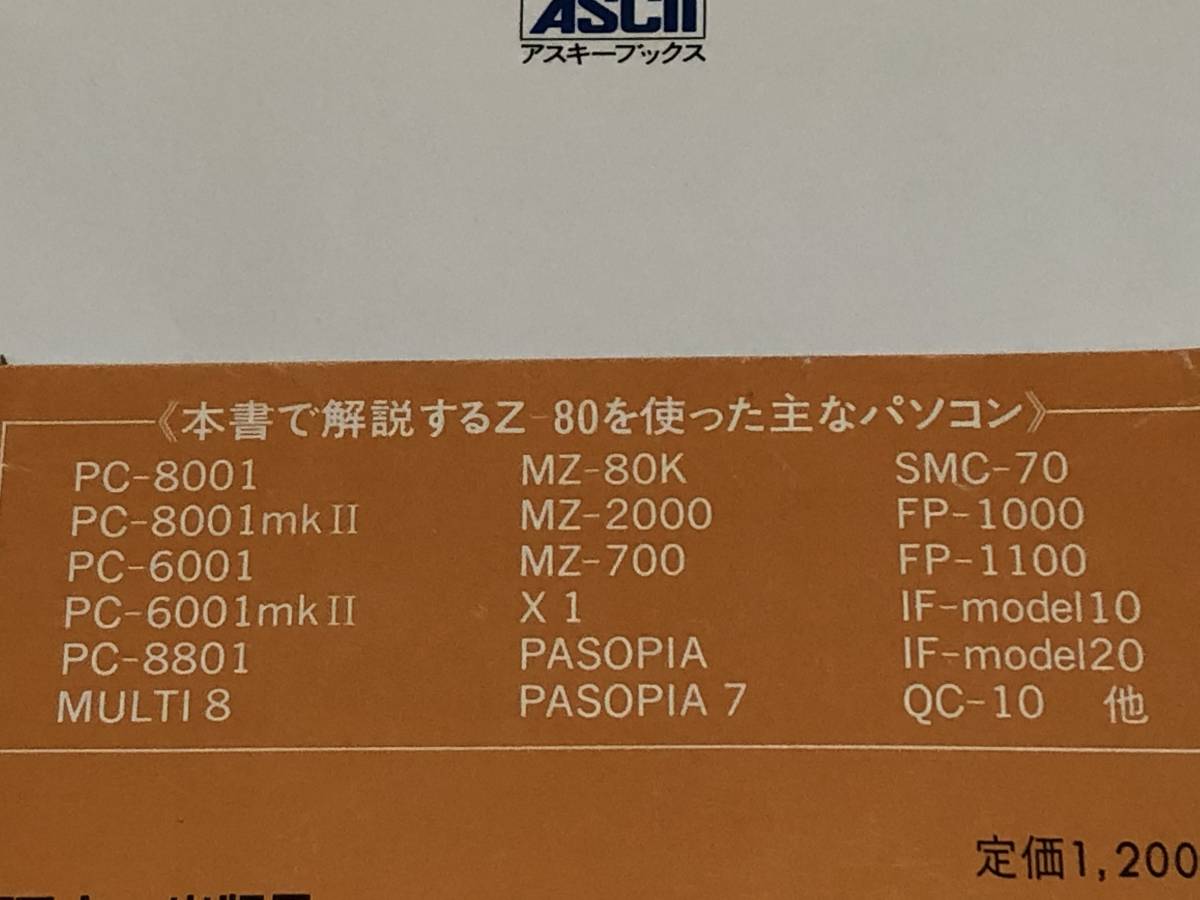 ASCII
アスキーブックス
《本書で解説するZ-80を使った主なパソコン》
PC-8001
PC-8001mkⅡ
PC-6001
PC-6001mkⅡ
PC-8801
MULTI 8
MZ-80K
MZ-2000
MZ-700
X 1
PASOPIA
PASOPIA 7
SMC-70
FP-1000
FP-1100
IF-model10
IF-model20
QC-10 他
定価1,200